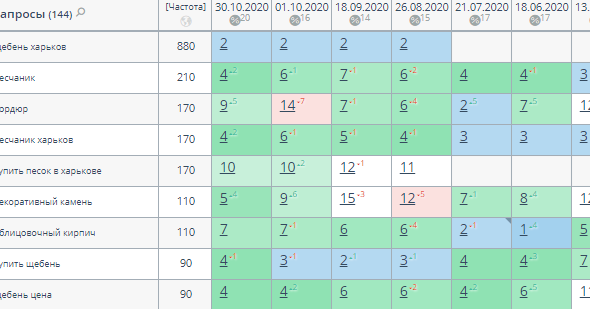 апросы (144) [Частота] 30.10.2020 01.10.2020 18.09.2020 26.08.2020 21.07.2020 18.06.2020 13.
%20 %16 %14 %15 %17 %17
щебень харьков 880 2 2 2 2
есчаник 210 4 +2 6 +1 7 +1 6 +2 4 4 +1 3
ордюр 170 9 +5 14 +7 7 +1 6 +4 2 +5 7 +5 12
есчаник харьков 170 4 +2 6 +1 5 +1 4 +1 3 3 3
упить песок в харькове 170 10 10 +2 12 +1 11
екоративный камень 110 5 +4 9 +6 15 +3 12 +5 7 +1 8 +4 12
блицовочный кирпич 110 7 7 +1 6 6 +4 2 +1 1 +4 5
упить щебень 90 4 +1 3 +1 2 +1 3 +1 4 4 +3 7
щебень цена 90 4 4 +2 6 6 +2 4 +2 6 +5 11